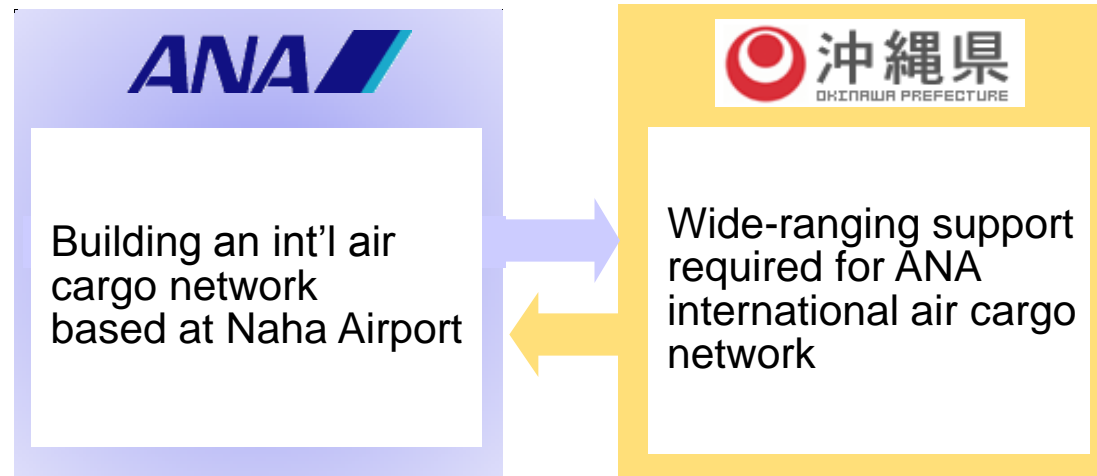 ANA
Building an int’l air
cargo network
based at Naha Airport
沖縄県
OKINAWA PREFECTURE
Wide-ranging support
required for ANA
international air cargo
network